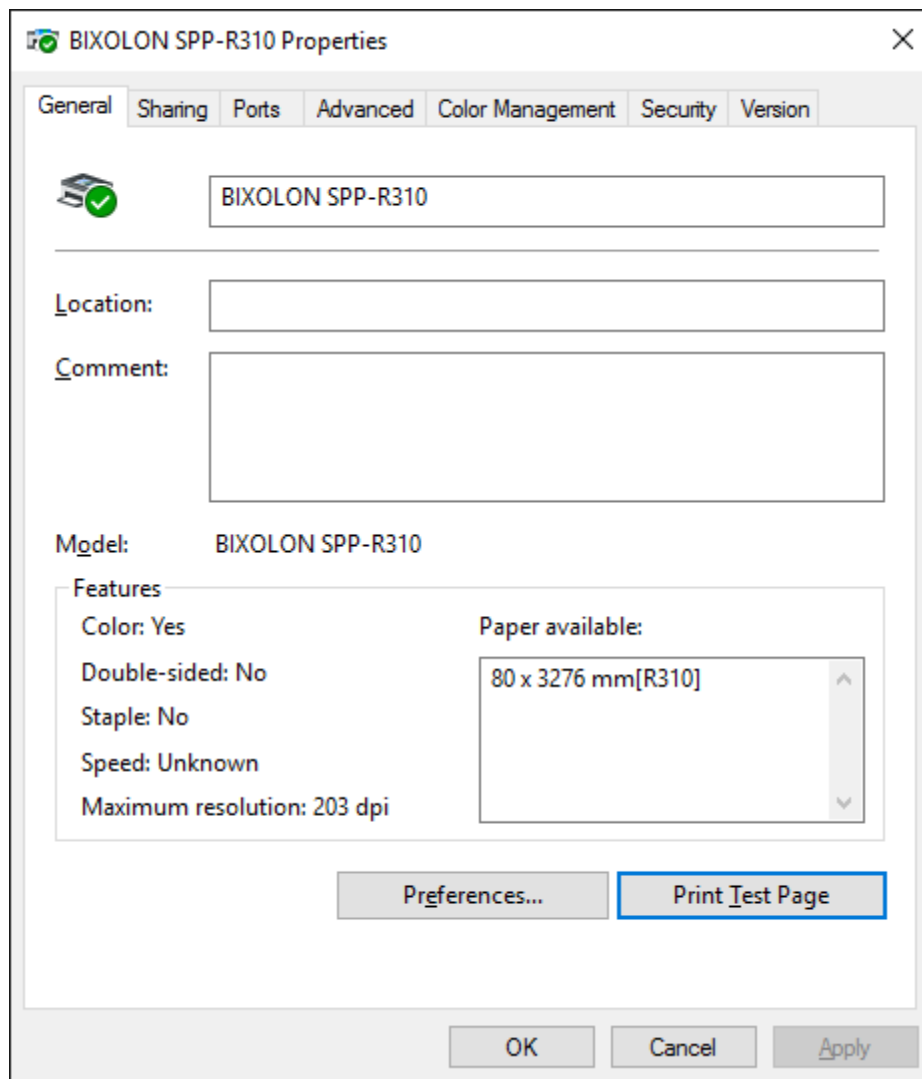 BIXOLON SPP-R310 Properties
General Sharing Ports Advanced Color Management Security Version
BIXOLON SPP-R310
Location:
Comment:
Model: BIXOLON SPP-R310
Features
Color: Yes
Paper available:
Double-sided: No
80 x 3276 mm[R310]
Staple: No
Speed: Unknown
Maximum resolution: 203 dpi
Preferences... Print Test Page
OK Cancel Apply